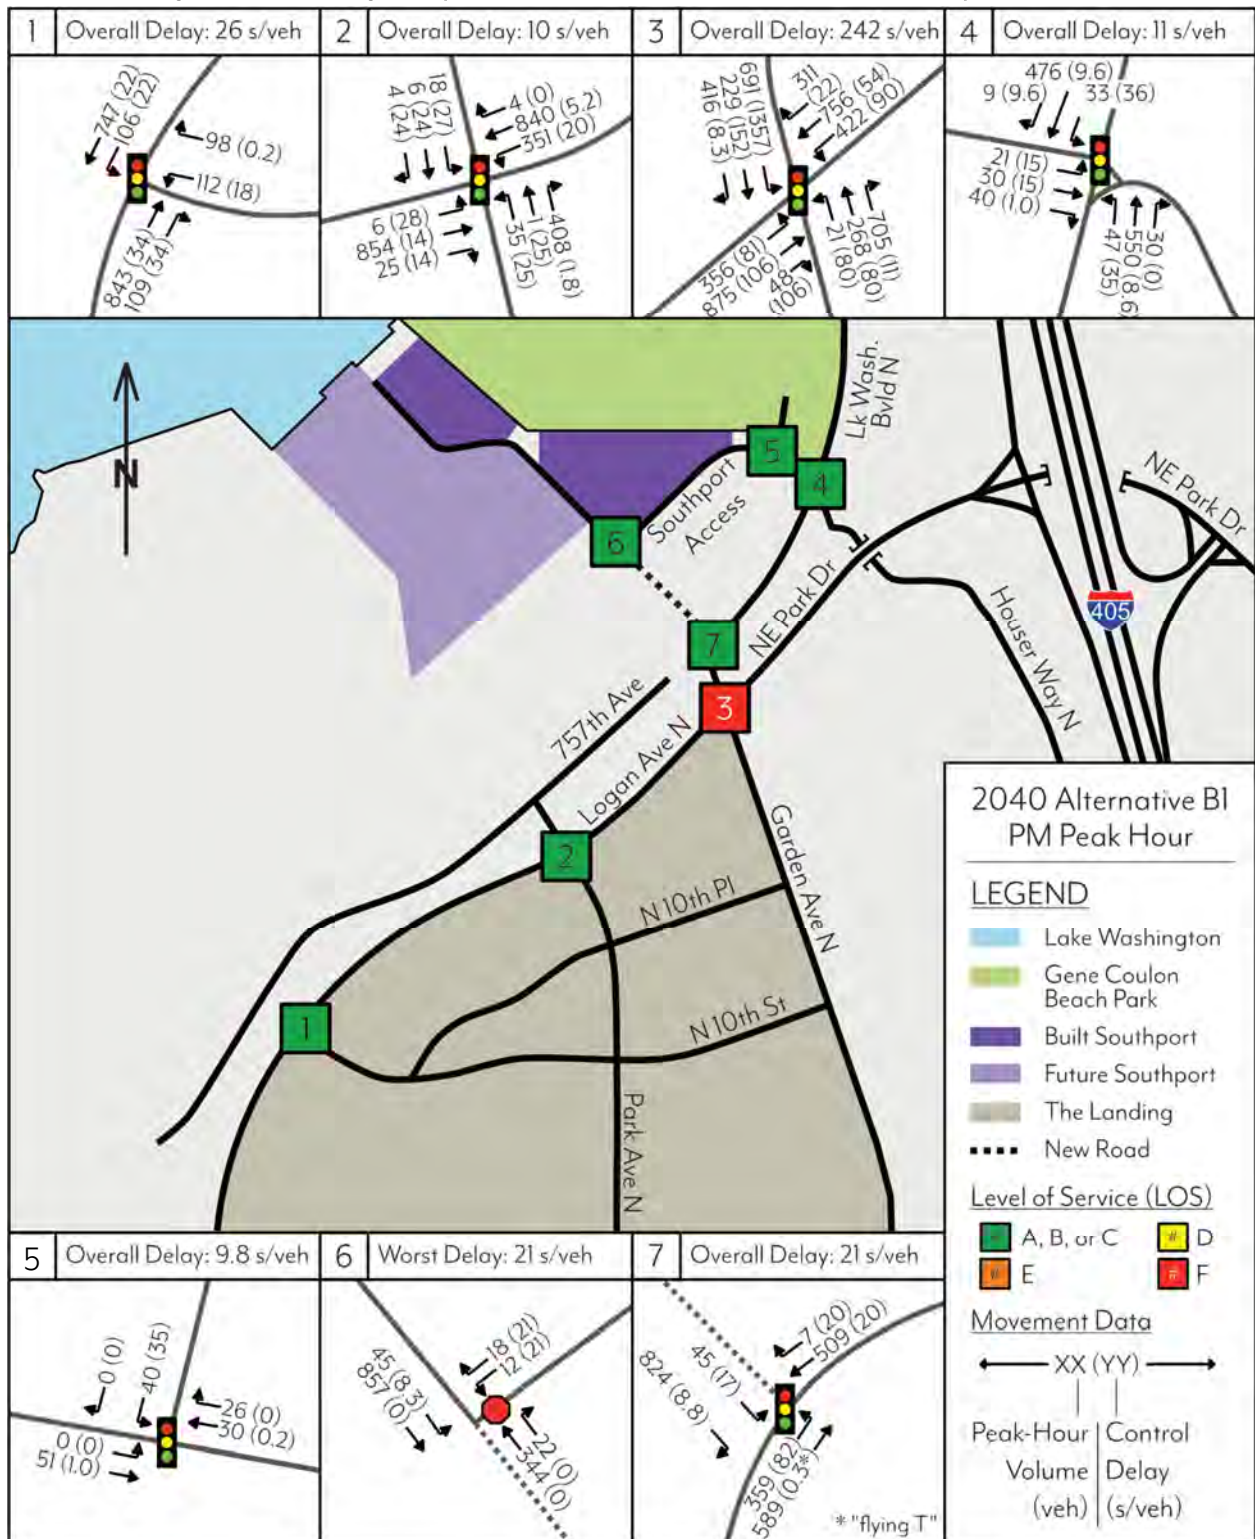 1 Overall Delay: 26 s/veh
747 (22)
106 (22)
98 (0.2)
112 (18)
843 (34)
109 (34)
2 Overall Delay: 10 s/veh
18 (27)
6 (24)
4 (24)
4 (0)
840 (5.2)
351 (20)
6 (28)
854 (14)
25 (14)
408 (1.8)
1 (25)
35 (25)
3 Overall Delay: 242 s/veh
691 (1357)
229 (152)
416 (8.3)
311
(22)
756 (54)
422 (90)
356 (81)
875 (106)
48
(106)
705 (11)
268 (80)
21 (80)
4 Overall Delay: 11 s/veh
476 (9.6)
9 (9.6)
33 (36)
21 (15)
30 (15)
40 (1.0)
30 (0)
550 (8.6)
47 (35)
N
Lk Wash.
Bvld N
5
4
Southport
Access
6
NE Park Dr
NE Park Dr
405
Houser Way N
7
3
757th Ave
Logan Ave N
2
Garden Ave N
N 10th Pl
1
N 10th St
Park Ave N
2040 Alternative B1
PM Peak Hour
LEGEND
Lake Washington
Gene Coulon
Beach Park
Built Southport
Future Southport
The Landing
New Road
Level of Service (LOS)
# A, B, or C
# D
# E
# F
Movement Data
XX (YY)
Peak-Hour Control
Volume Delay
(veh) (s/veh)
5 Overall Delay: 9.8 s/veh
0 (0)
40 (35)
26 (0)
30 (0.2)
0 (0)
51 (1.0)
6 Worst Delay: 21 s/veh
18 (21)
12 (21)
45 (8.3)
857 (0)
22 (0)
344 (0)
7 Overall Delay: 21 s/veh
7 (20)
509 (20)
45 (17)
824 (8.8)
359 (82)
589 (0.3*)
* "flying T"